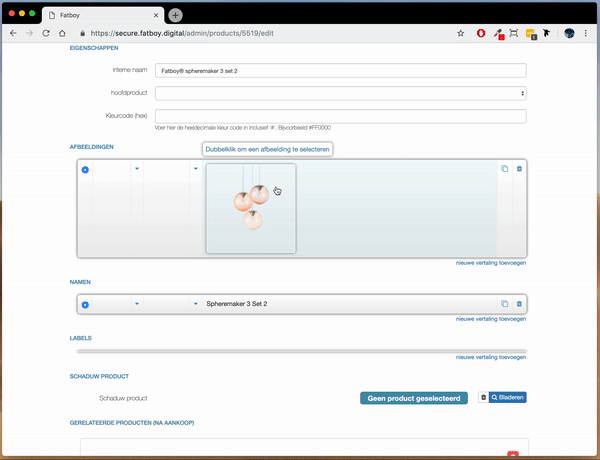 Fatboy
https://secure.fatboy.digital/admin/products/5519/edit
EIGENSCHAPPEN
interne naam
Fatboy® spheremaker 3 set 2
hoofdproduct
Kleurcode (hex)
Voer hier de hexidecimale kleur code in inclusief '#'. Bijvoorbeeld #FF0000
AFBEELDINGEN
Dubbelklik om een afbeelding te selecteren
nieuwe vertaling toevoegen
NAMEN
Spheremaker 3 Set 2
nieuwe vertaling toevoegen
LABELS
nieuwe vertaling toevoegen
SCHADUW PRODUCT
Schaduw product
Geen product geselecteerd
Bladeren
GERELATEERDE PRODUCTEN (NA AANKOOP)